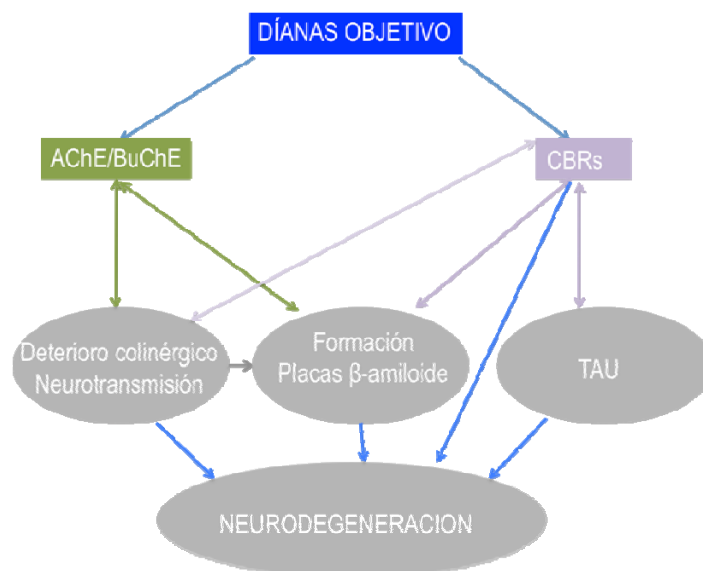 DÍANAS OBJETIVO
AChE/BuChE
CBRs
Deterioro colinérgico
Neurotransmisión
Formación
Placas β-amiloide
TAU
NEURODEGENERACION